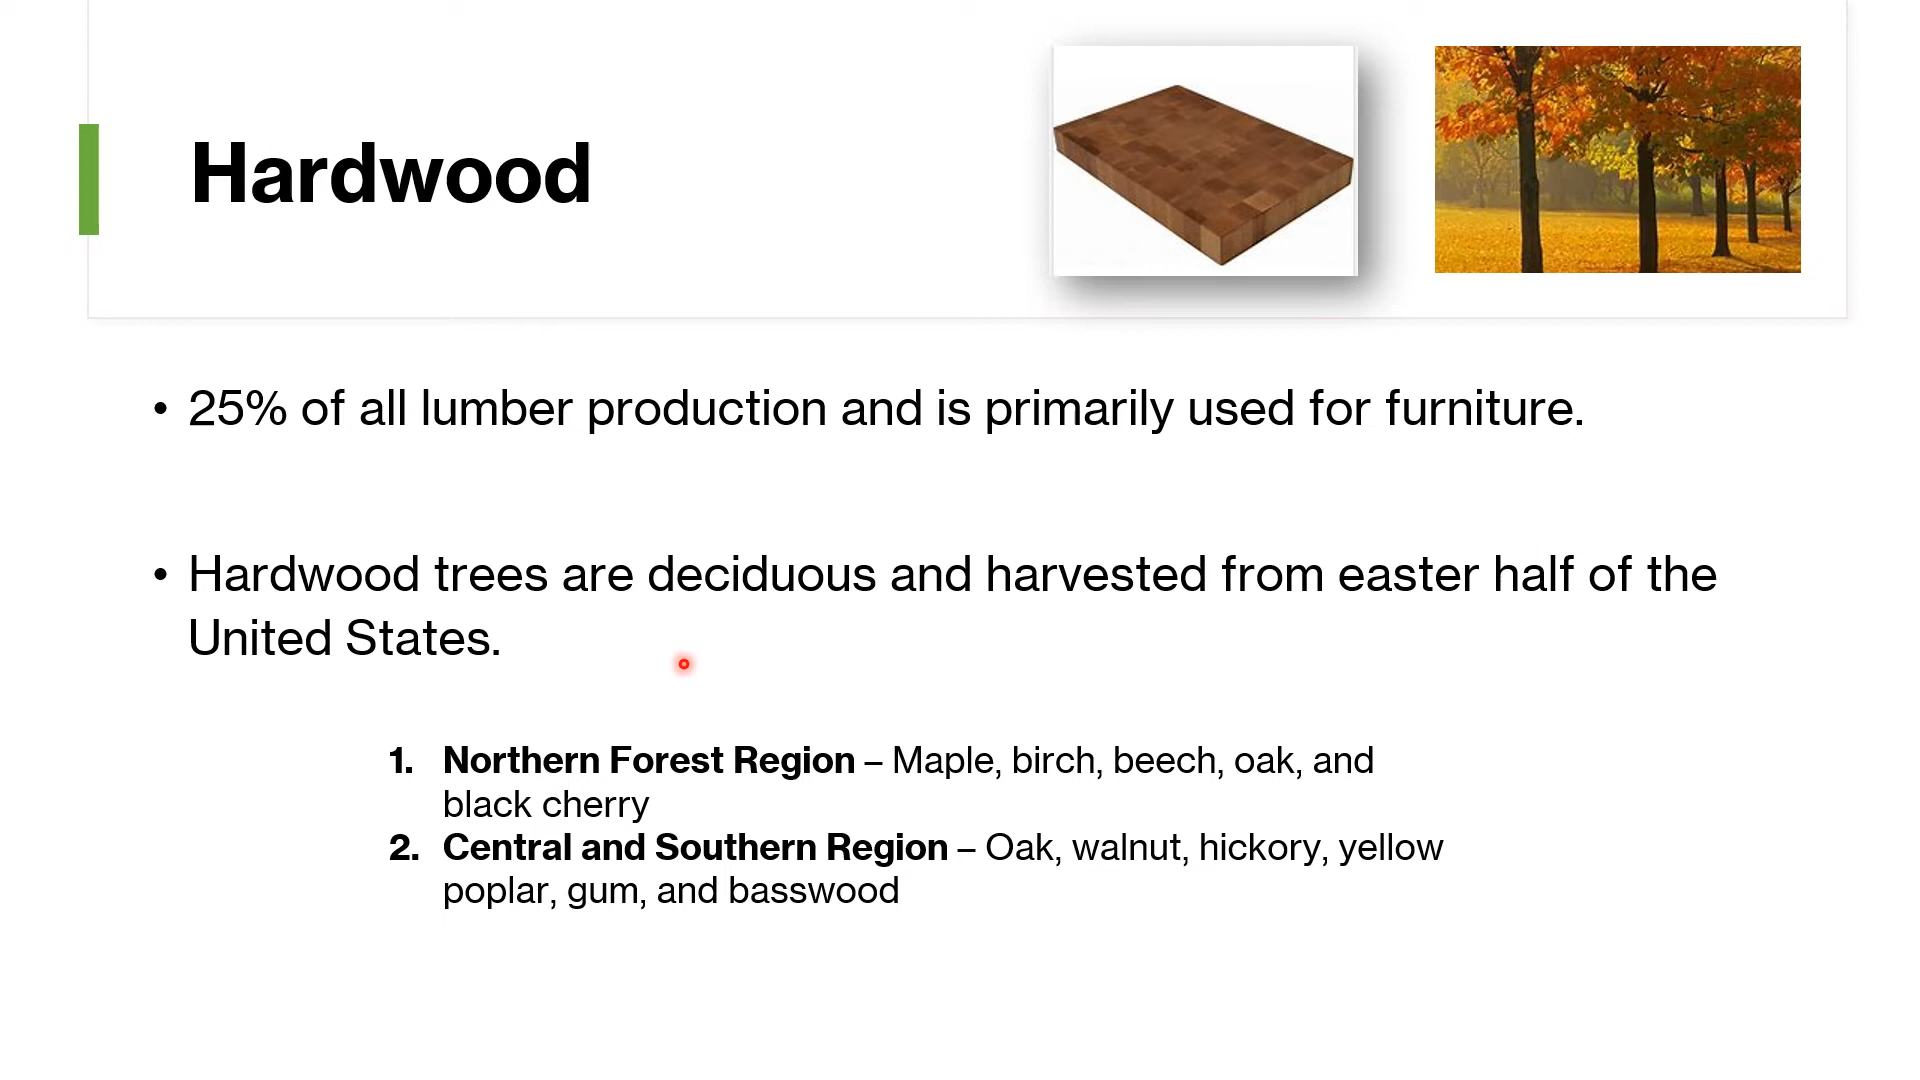 Hardwood
• 25% of all lumber production and is primarily used for furniture.
• Hardwood trees are deciduous and harvested from easter half of the
United States.
1. Northern Forest Region – Maple, birch, beech, oak, and
black cherry
2. Central and Southern Region – Oak, walnut, hickory, yellow
poplar, gum, and basswood